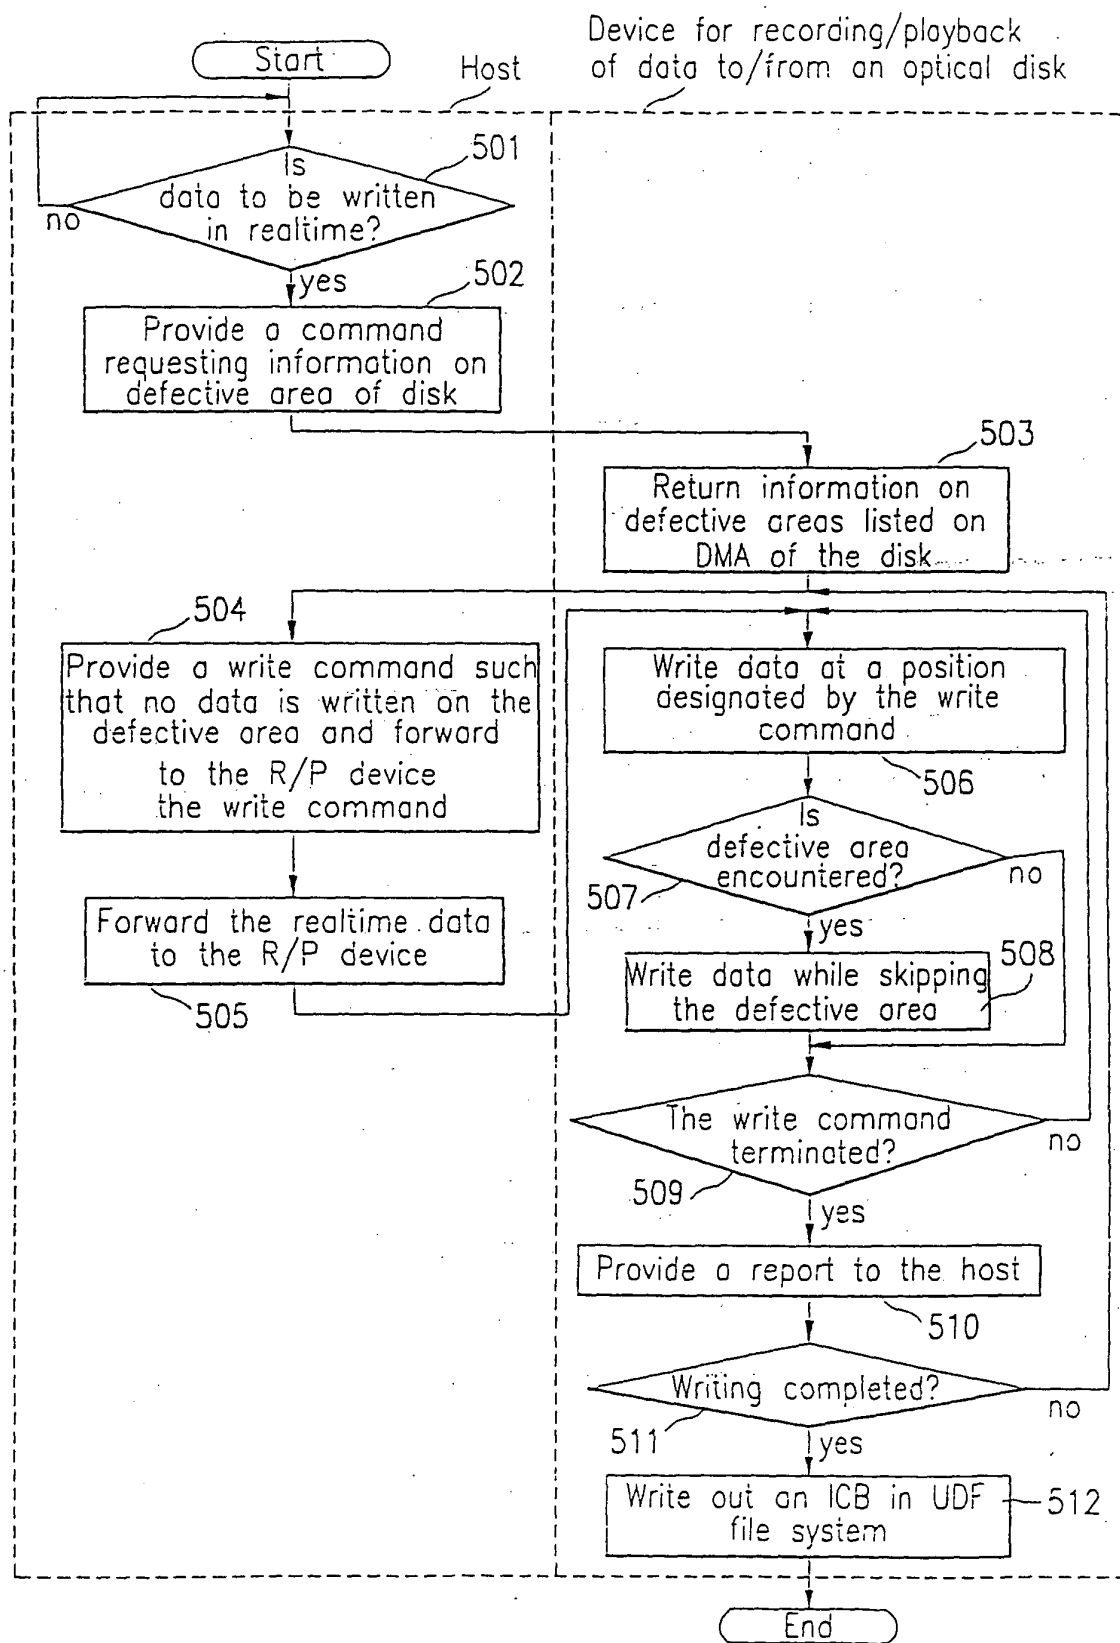 Device for recording/playback
of data to/from an optical disk
Start
Host
501
Is
data to be written
in realtime?
no
yes
502
Provide a command
requesting information on
defective area of disk
503
Return information on
defective areas listed on
DMA of the disk
504
Provide a write command such
that no data is written on the
defective area and forward
to the R/P device
the write command
Write data at a position
designated by the write
command
506
Is
defective area
encountered?
507
no
yes
Forward the realtime data
to the R/P device
505
508
Write data while skipping
the defective area
The write command
terminated?
509
no
yes
Provide a report to the host
510
Writing completed?
511
no
yes
Write out an ICB in UDF
file system
512
End